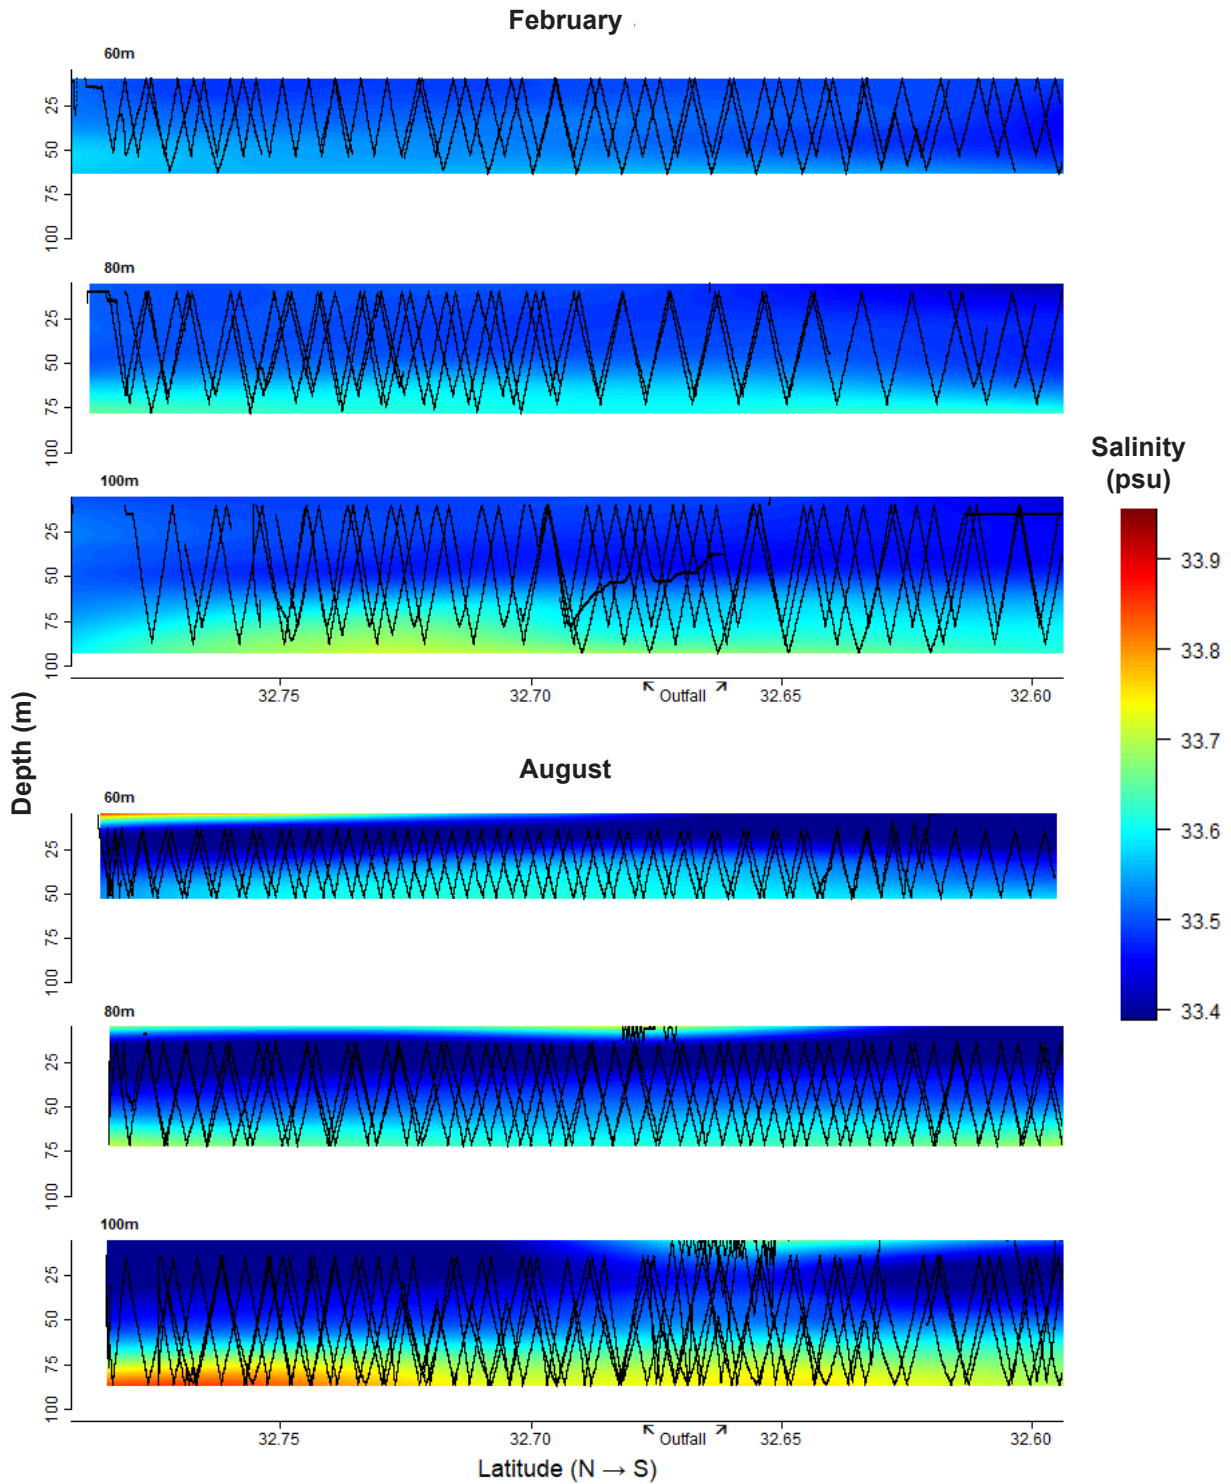 February
60m
25
50
75
100
80m
25
50
75
100
100m
25
50
75
100
32.75
32.70
Outfall
32.65
32.60
Salinity
(psu)
33.9
33.8
33.7
33.6
33.5
33.4
Depth (m)
August
60m
25
50
75
100
80m
25
50
75
100
100m
25
50
75
100
32.75
32.70
Outfall
32.65
32.60
Latitude (N → S)